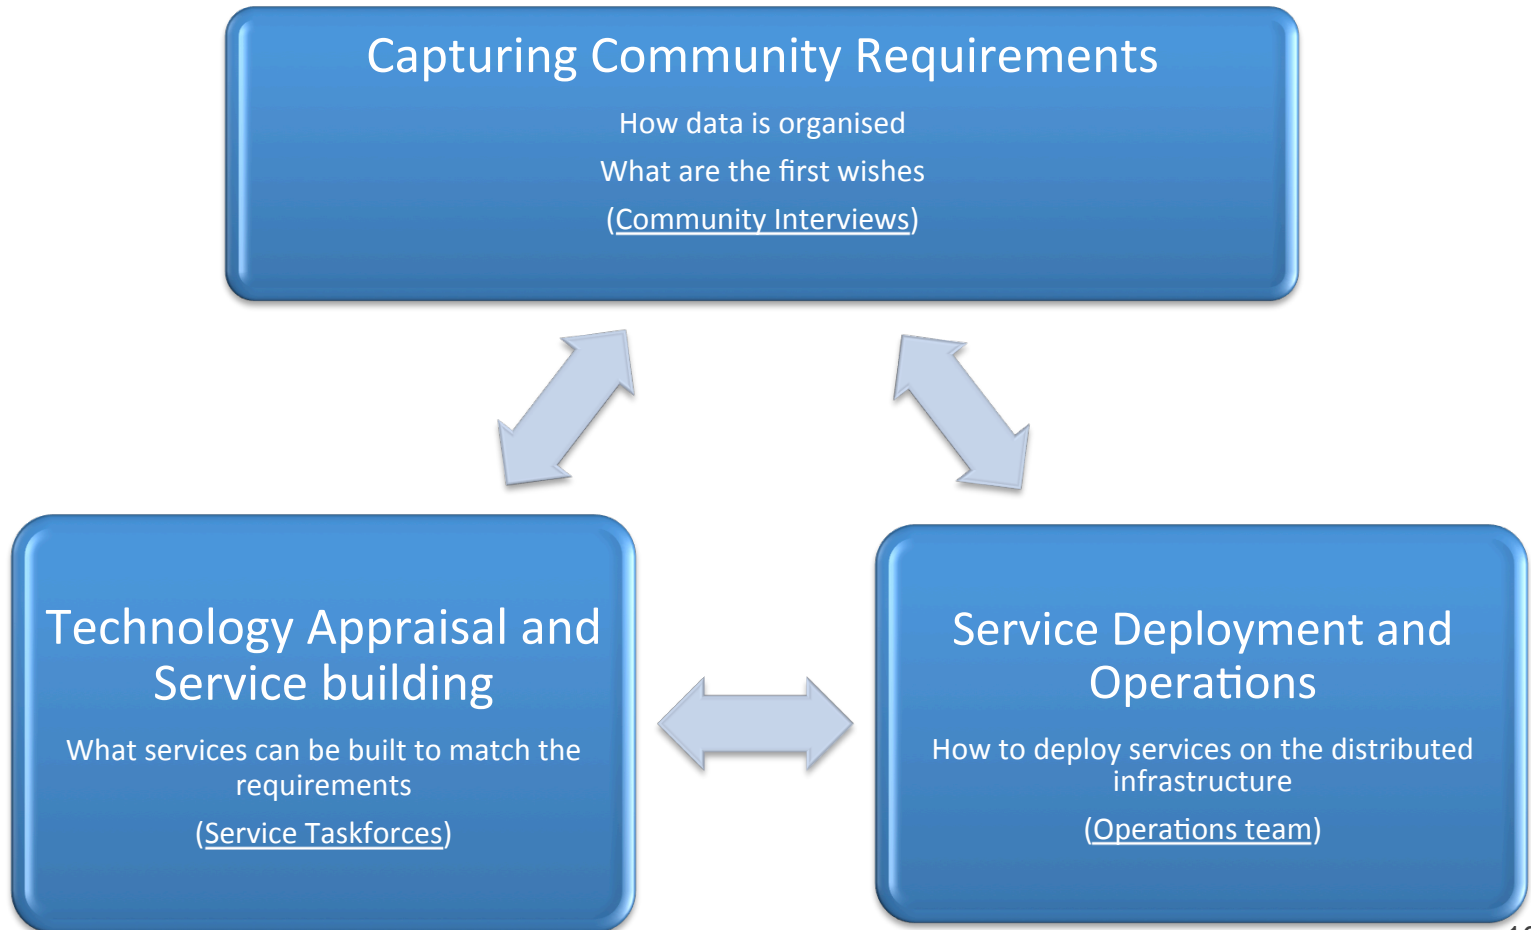 Capturing Community Requirements
How data is organised
What are the first wishes
(Community Interviews)
Technology Appraisal and
Service building
What services can be built to match the
requirements
(Service Taskforces)
Service Deployment and
Operations
How to deploy services on the distributed
infrastructure
(Operations team)